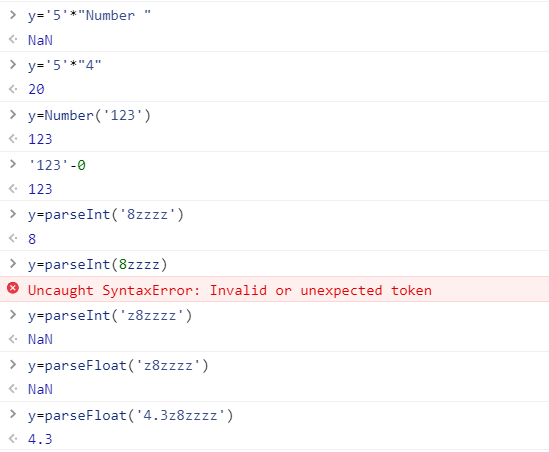 y='5'*"Number "
NaN
y='5'*"4"
20
y=Number('123')
123
'123'-0
123
y=parseInt('8zzzz')
8
y=parseInt(8zzzz)
Uncaught SyntaxError: Invalid or unexpected token
y=parseInt('z8zzzz')
NaN
y=parseFloat('z8zzzz')
NaN
y=parseFloat('4.3z8zzzz')
4.3